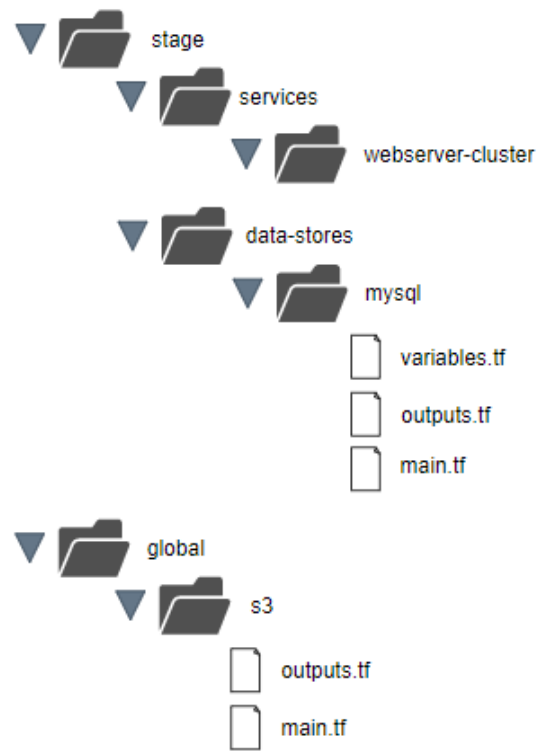 stage
services
webserver-cluster
data-stores
mysql
variables.tf
outputs.tf
main.tf
global
s3
outputs.tf
main.tf